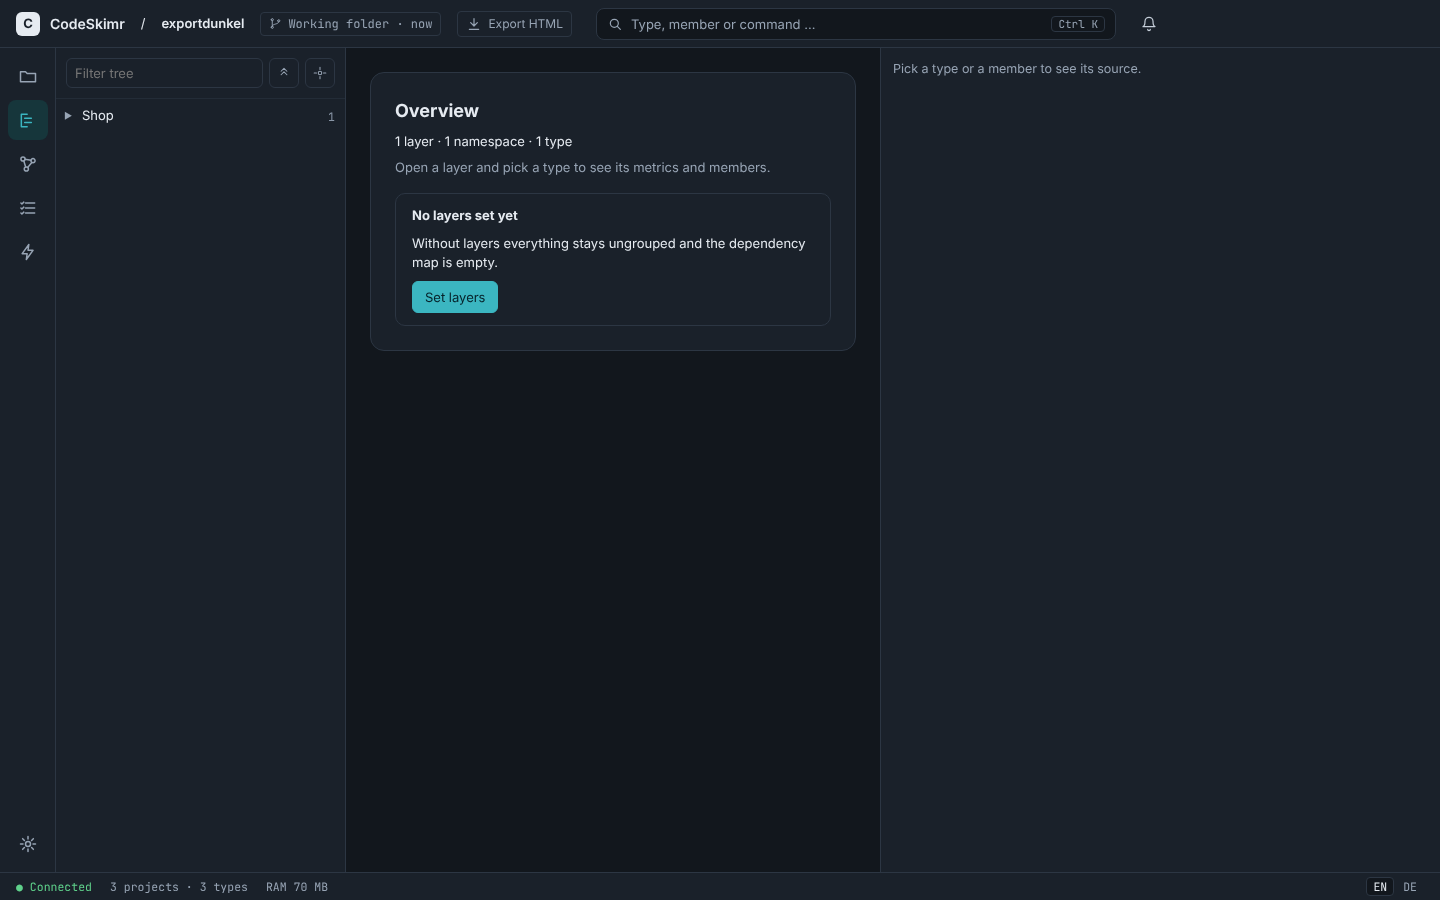 C CodeSkimr / exportdunkel Working folder · now Export HTML Type, member or command ... Ctrl K
Filter tree
Shop 1
Overview
1 layer · 1 namespace · 1 type
Open a layer and pick a type to see its metrics and members.
No layers set yet
Without layers everything stays ungrouped and the dependency
map is empty.
Set layers
Pick a type or a member to see its source.
Connected 3 projects · 3 types RAM 70 MB EN DE